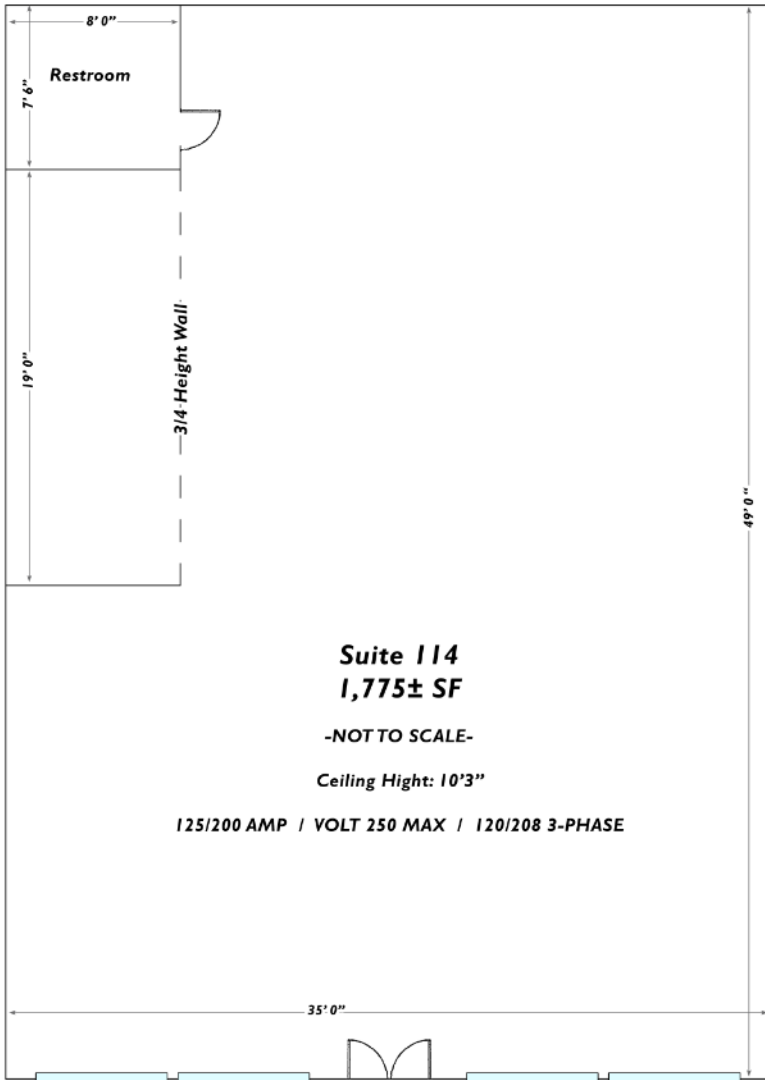 8' 0"
Restroom
7' 6"
19' 0"
3/4 Height Wall
49' 0"
Suite 114
1,775± SF
-NOT TO SCALE-
Ceiling Hight: 10'3"
125/200 AMP / VOLT 250 MAX / 120/208 3-PHASE
35' 0"